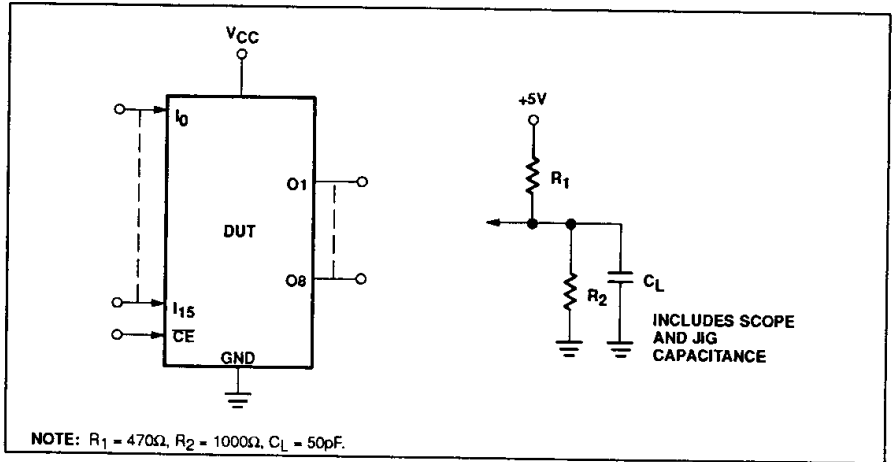 VCC
I0
O1
DUT
O8
I15
CE
GND
+5V
R1
R2
CL
INCLUDES SCOPE
AND JIG
CAPACITANCE
NOTE: R1 = 470Ω, R2 = 1000Ω, CL = 50pF.